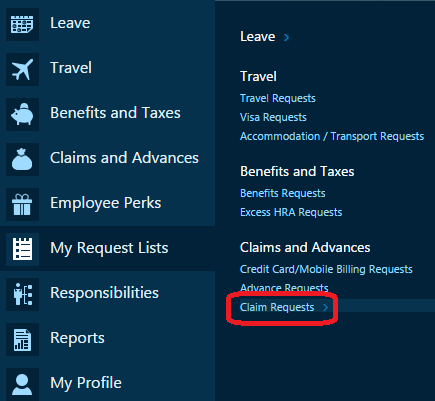 Leave
Travel
Benefits and Taxes
Claims and Advances
Employee Perks
My Request Lists
Responsibilities
Reports
My Profile
Leave >
Travel
Travel Requests
Visa Requests
Accommodation / Transport Requests
Benefits and Taxes
Benefits Requests
Excess HRA Requests
Claims and Advances
Credit Card/Mobile Billing Requests
Advance Requests
Claim Requests >